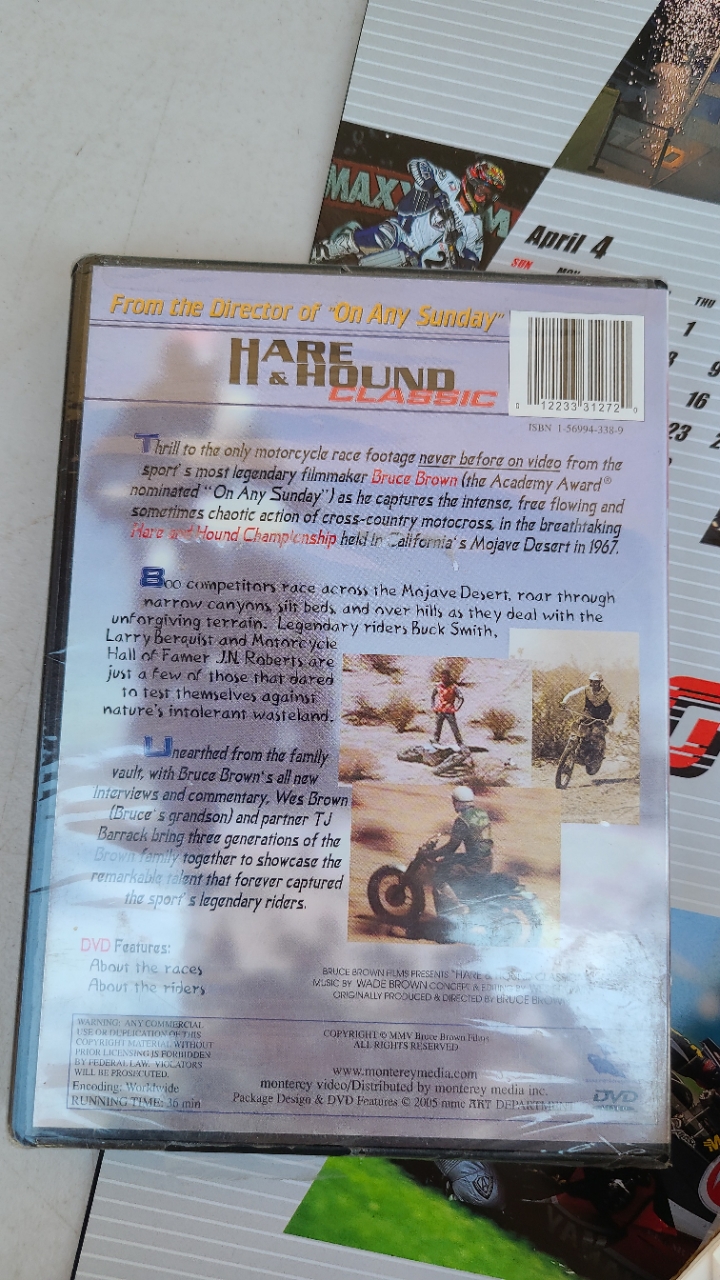 MAXX
M
April 4
SUN
MON
THU
1
9
16
23
2
From the Director of "On Any Sunday"
HARE
& HOUND
CLASSIC
0 12233 31272 0
ISBN 1-56994-338-9
Thrill to the only motorcycle race footage never before on video from the
sport's most legendary filmmaker Bruce Brown (the Academy Award®
nominated "On Any Sunday") as he captures the intense, free flowing and
sometimes chaotic action of cross-country motocross, in the breathtaking
Hare and Hound Championship held in California's Mojave Desert in 1967.
800 competitors race across the Mojave Desert, roar through
narrow canyons, silt beds, and over hills as they deal with the
unforgiving terrain. Legendary riders Buck Smith,
Larry Berquist and Motorcycle
Hall of Famer J.N. Roberts are
just a few of those that dared
to test themselves against
nature's intolerant wasteland.
Unearthed from the family
vault, with Bruce Brown's all new
interviews and commentary, Wes Brown
(Bruce's grandson) and partner TJ
Barrack bring three generations of the
Brown family together to showcase the
remarkable talent that forever captured
the sport's legendary riders.
DVD Features:
About the races
About the riders
BRUCE BROWN FILMS PRESENTS "HARE &
MUSIC BY WADE BROWN CONCEPT & EDITING BY
ORIGINALLY PRODUCED & DIRECTED BY BRUCE BROWN
WARNING: ANY COMMERCIAL
USE OR DUPLICATION OF THIS
COPYRIGHT MATERIAL WITHOUT
PRIOR LICENSING IS FORBIDDEN
BY FEDERAL LAW. VIOLATORS
WILL BE PROSECUTED.
Encoding: Worldwide
RUNNING TIME: 36 min
COPYRIGHT © MMV Bruce Brown Films
ALL RIGHTS RESERVED
www.montereymedia.com
monterey video/Distributed by monterey media inc.
Package Design & DVD Features © 2005 mme ART DEPARTMENT
DVD